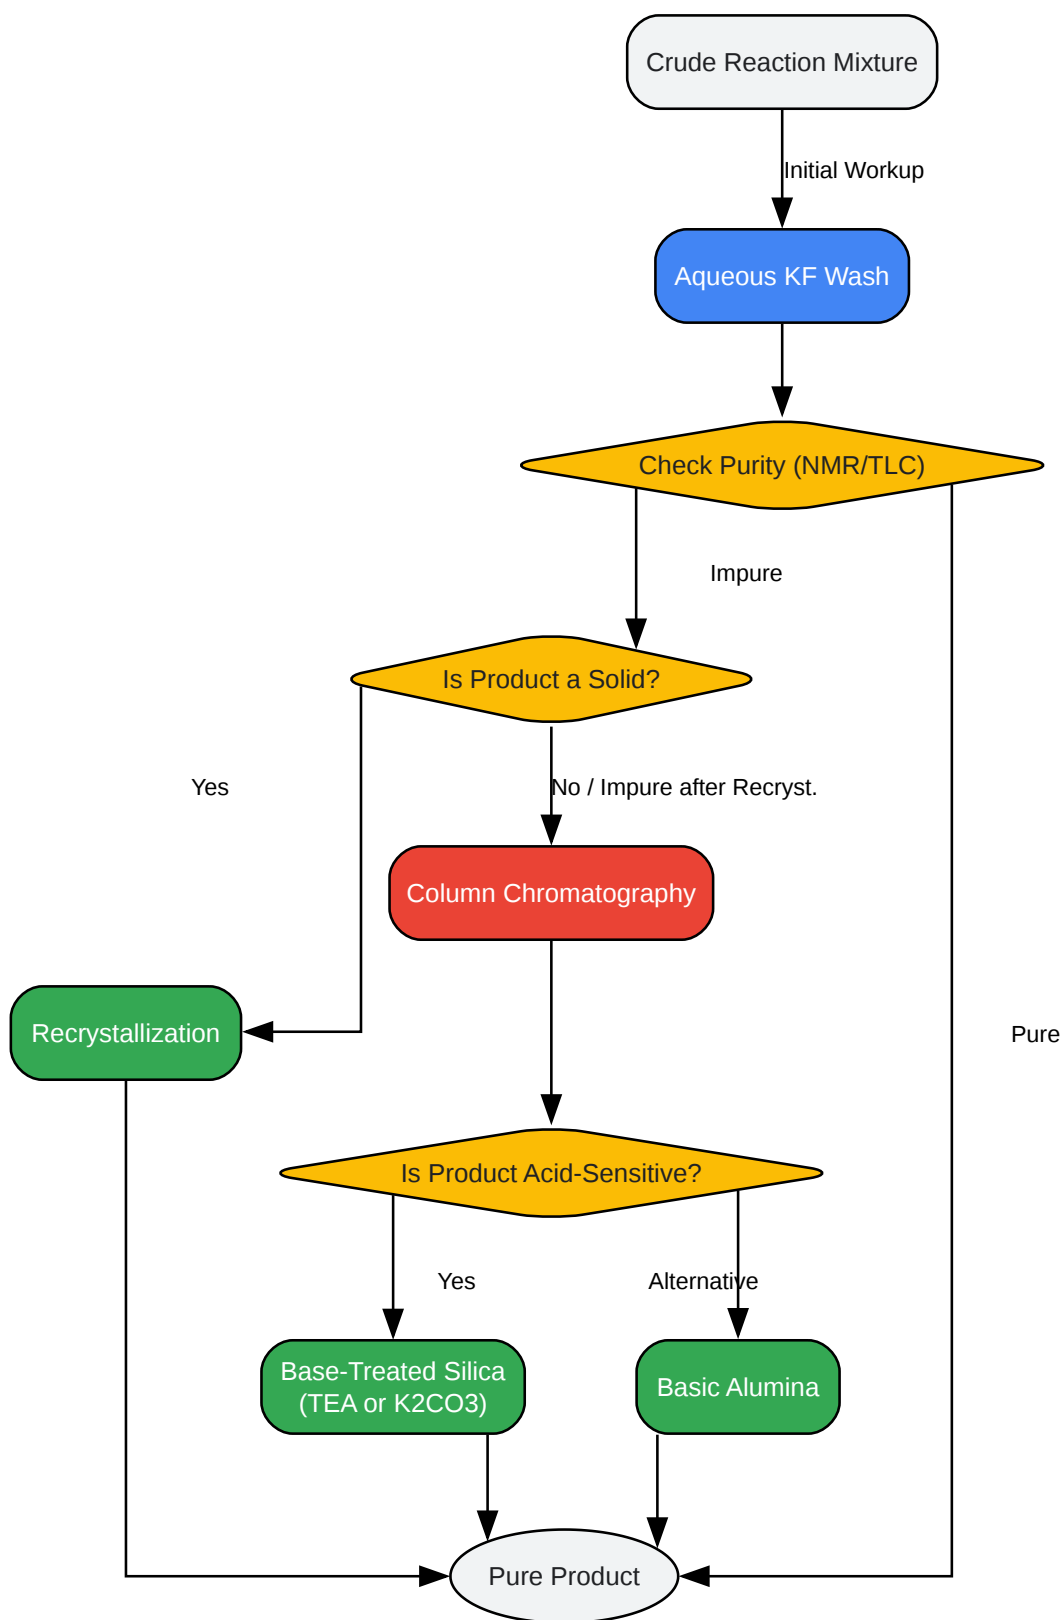 Crude Reaction Mixture
Initial Workup
Aqueous KF Wash
Check Purity (NMR/TLC)
Impure
Is Product a Solid?
Yes
No / Impure after Recryst.
Column Chromatography
Recrystallization
Pure
Is Product Acid-Sensitive?
Yes
Alternative
Base-Treated Silica
(TEA or K2CO3)
Basic Alumina
Pure Product